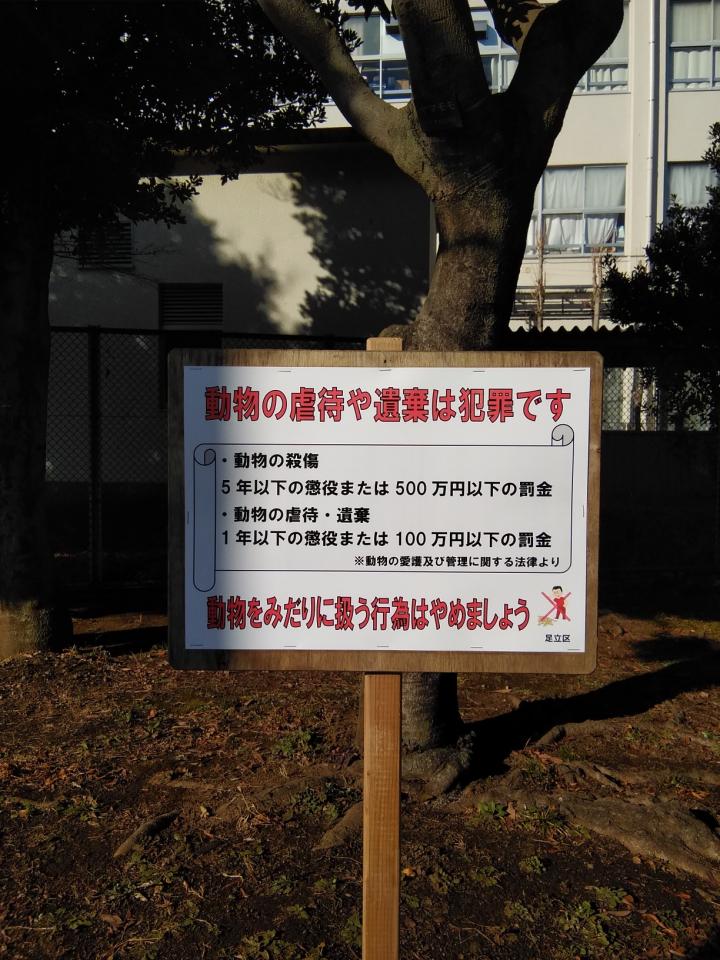 動物の虐待や遺棄は犯罪です
・動物の殺傷
5年以下の懲役または500万円以下の罰金
・動物の虐待・遺棄
1年以下の懲役または100万円以下の罰金
※動物の愛護及び管理に関する法律より
動物をみだりに扱う行為はやめましょう
足立区